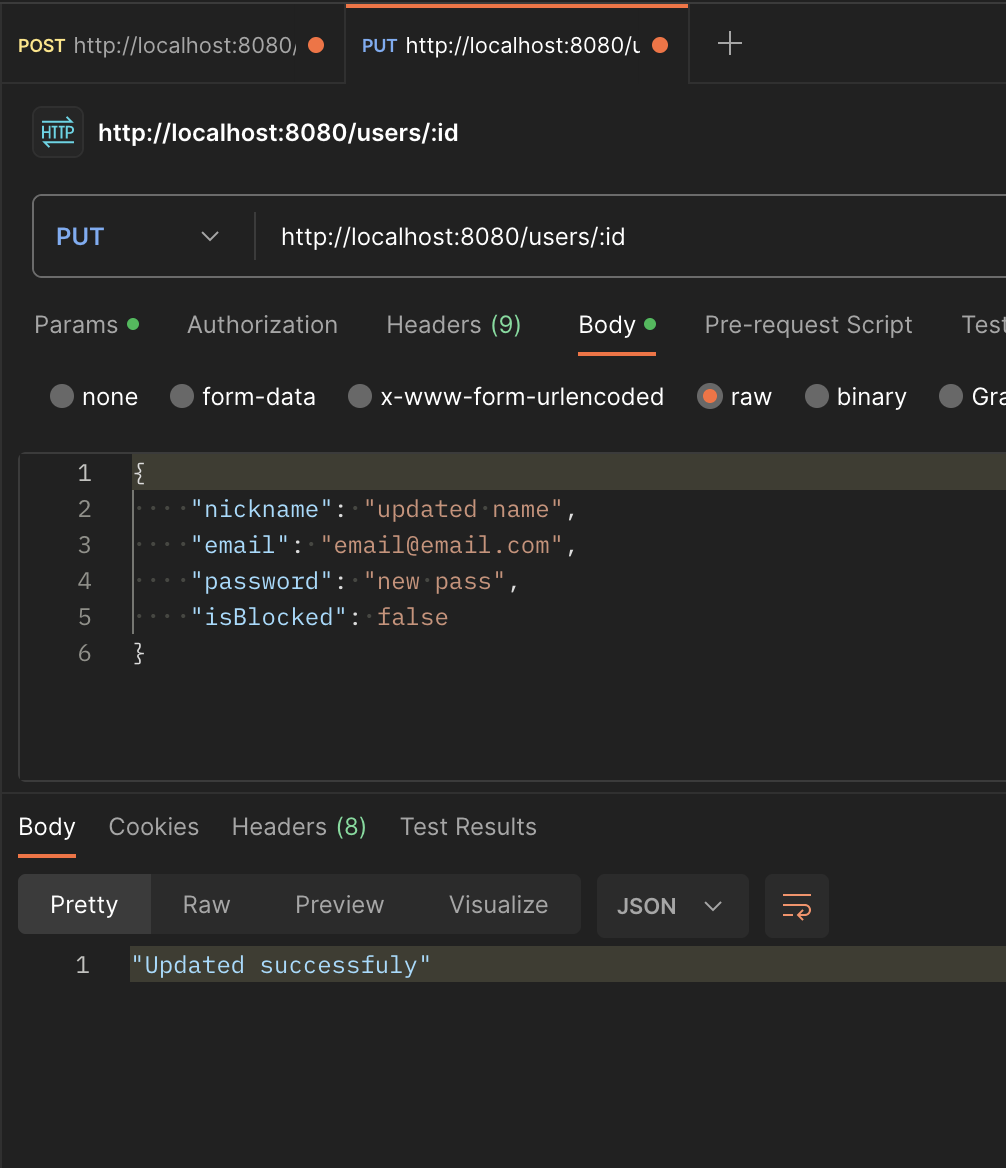 POST http://localhost:8080/ PUT http://localhost:8080/u
HTTP http://localhost:8080/users/:id
PUT http://localhost:8080/users/:id
Params Authorization Headers (9) Body Pre-request Script Test
none form-data x-www-form-urlencoded raw binary Gra
1 {
2 "nickname": "updated name",
3 "email": "email@email.com",
4 "password": "new pass",
5 "isBlocked": false
6 }
Body Cookies Headers (8) Test Results
Pretty Raw Preview Visualize JSON
1 "Updated successfuly"